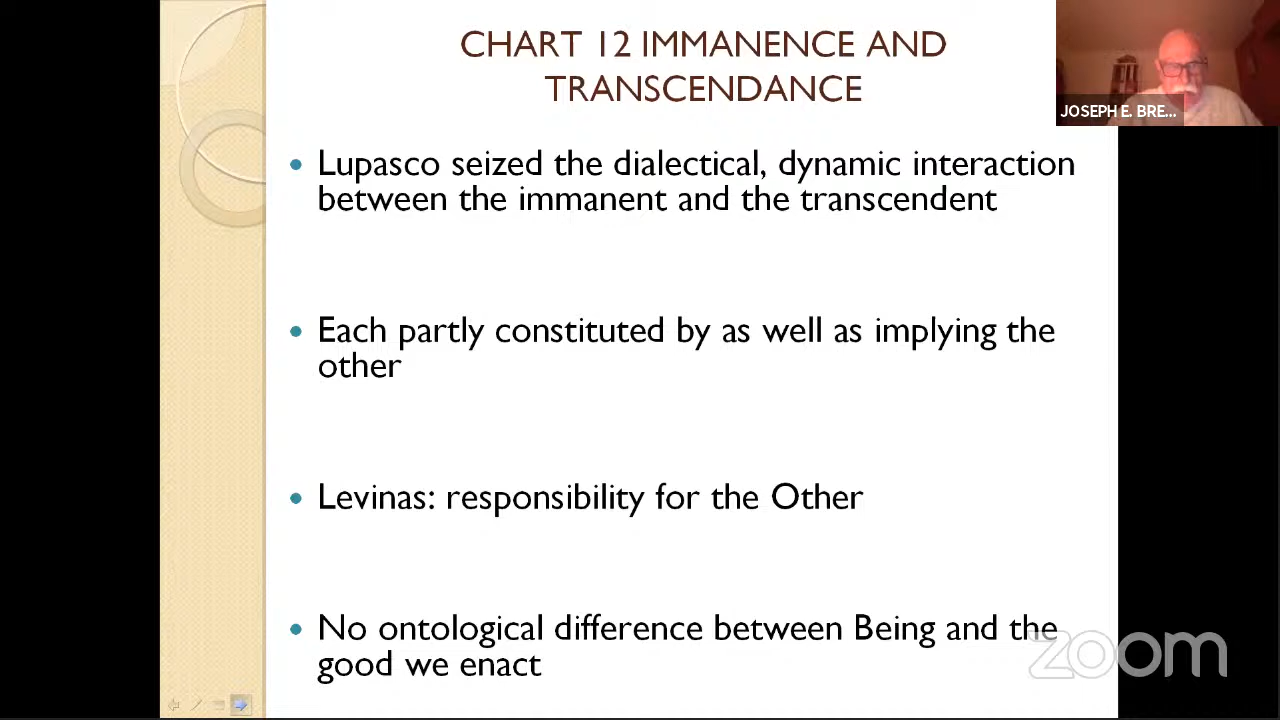 CHART 12 IMMANENCE AND
TRANSCENDANCE
JOSEPH E. BRE...
• Lupasco seized the dialectical, dynamic interaction
between the immanent and the transcendent
• Each partly constituted by as well as implying the
other
• Levinas: responsibility for the Other
• No ontological difference between Being and the
good we enact
zoom